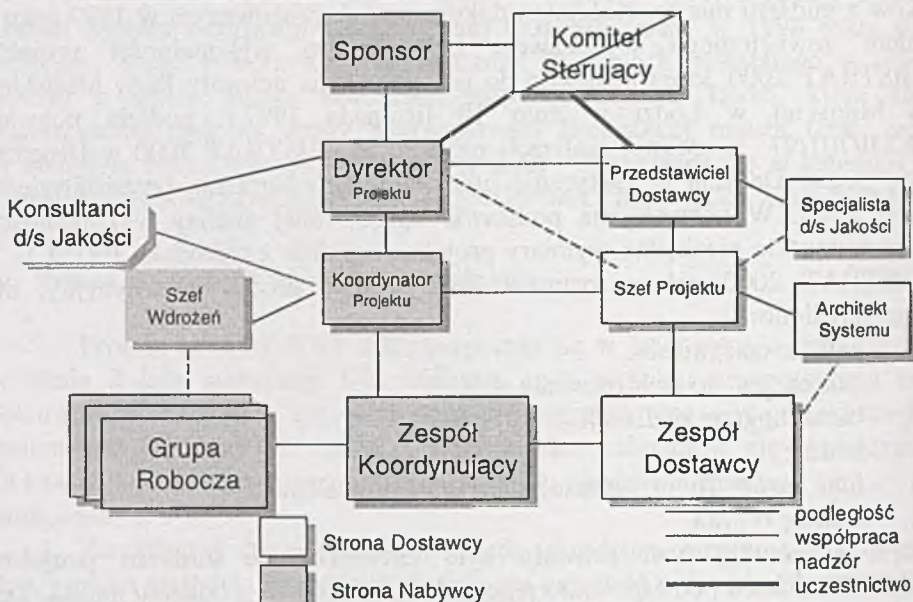 Sponsor
Komitet
Sterujący
Dyrektor
Projektu
Przedstawiciel
Dostawcy
Konsultanci
d/s Jakości
Specjalista
d/s Jakości
Szef
Wdrożeń
Koordynator
Projektu
Szef Projektu
Architekt
Systemu
Grupa
Robocza
Zespół
Koordynujący
Zespół
Dostawcy
Strona Dostawcy
Strona Nabywcy
podległość
współpraca
nadzór
uczestnictwo